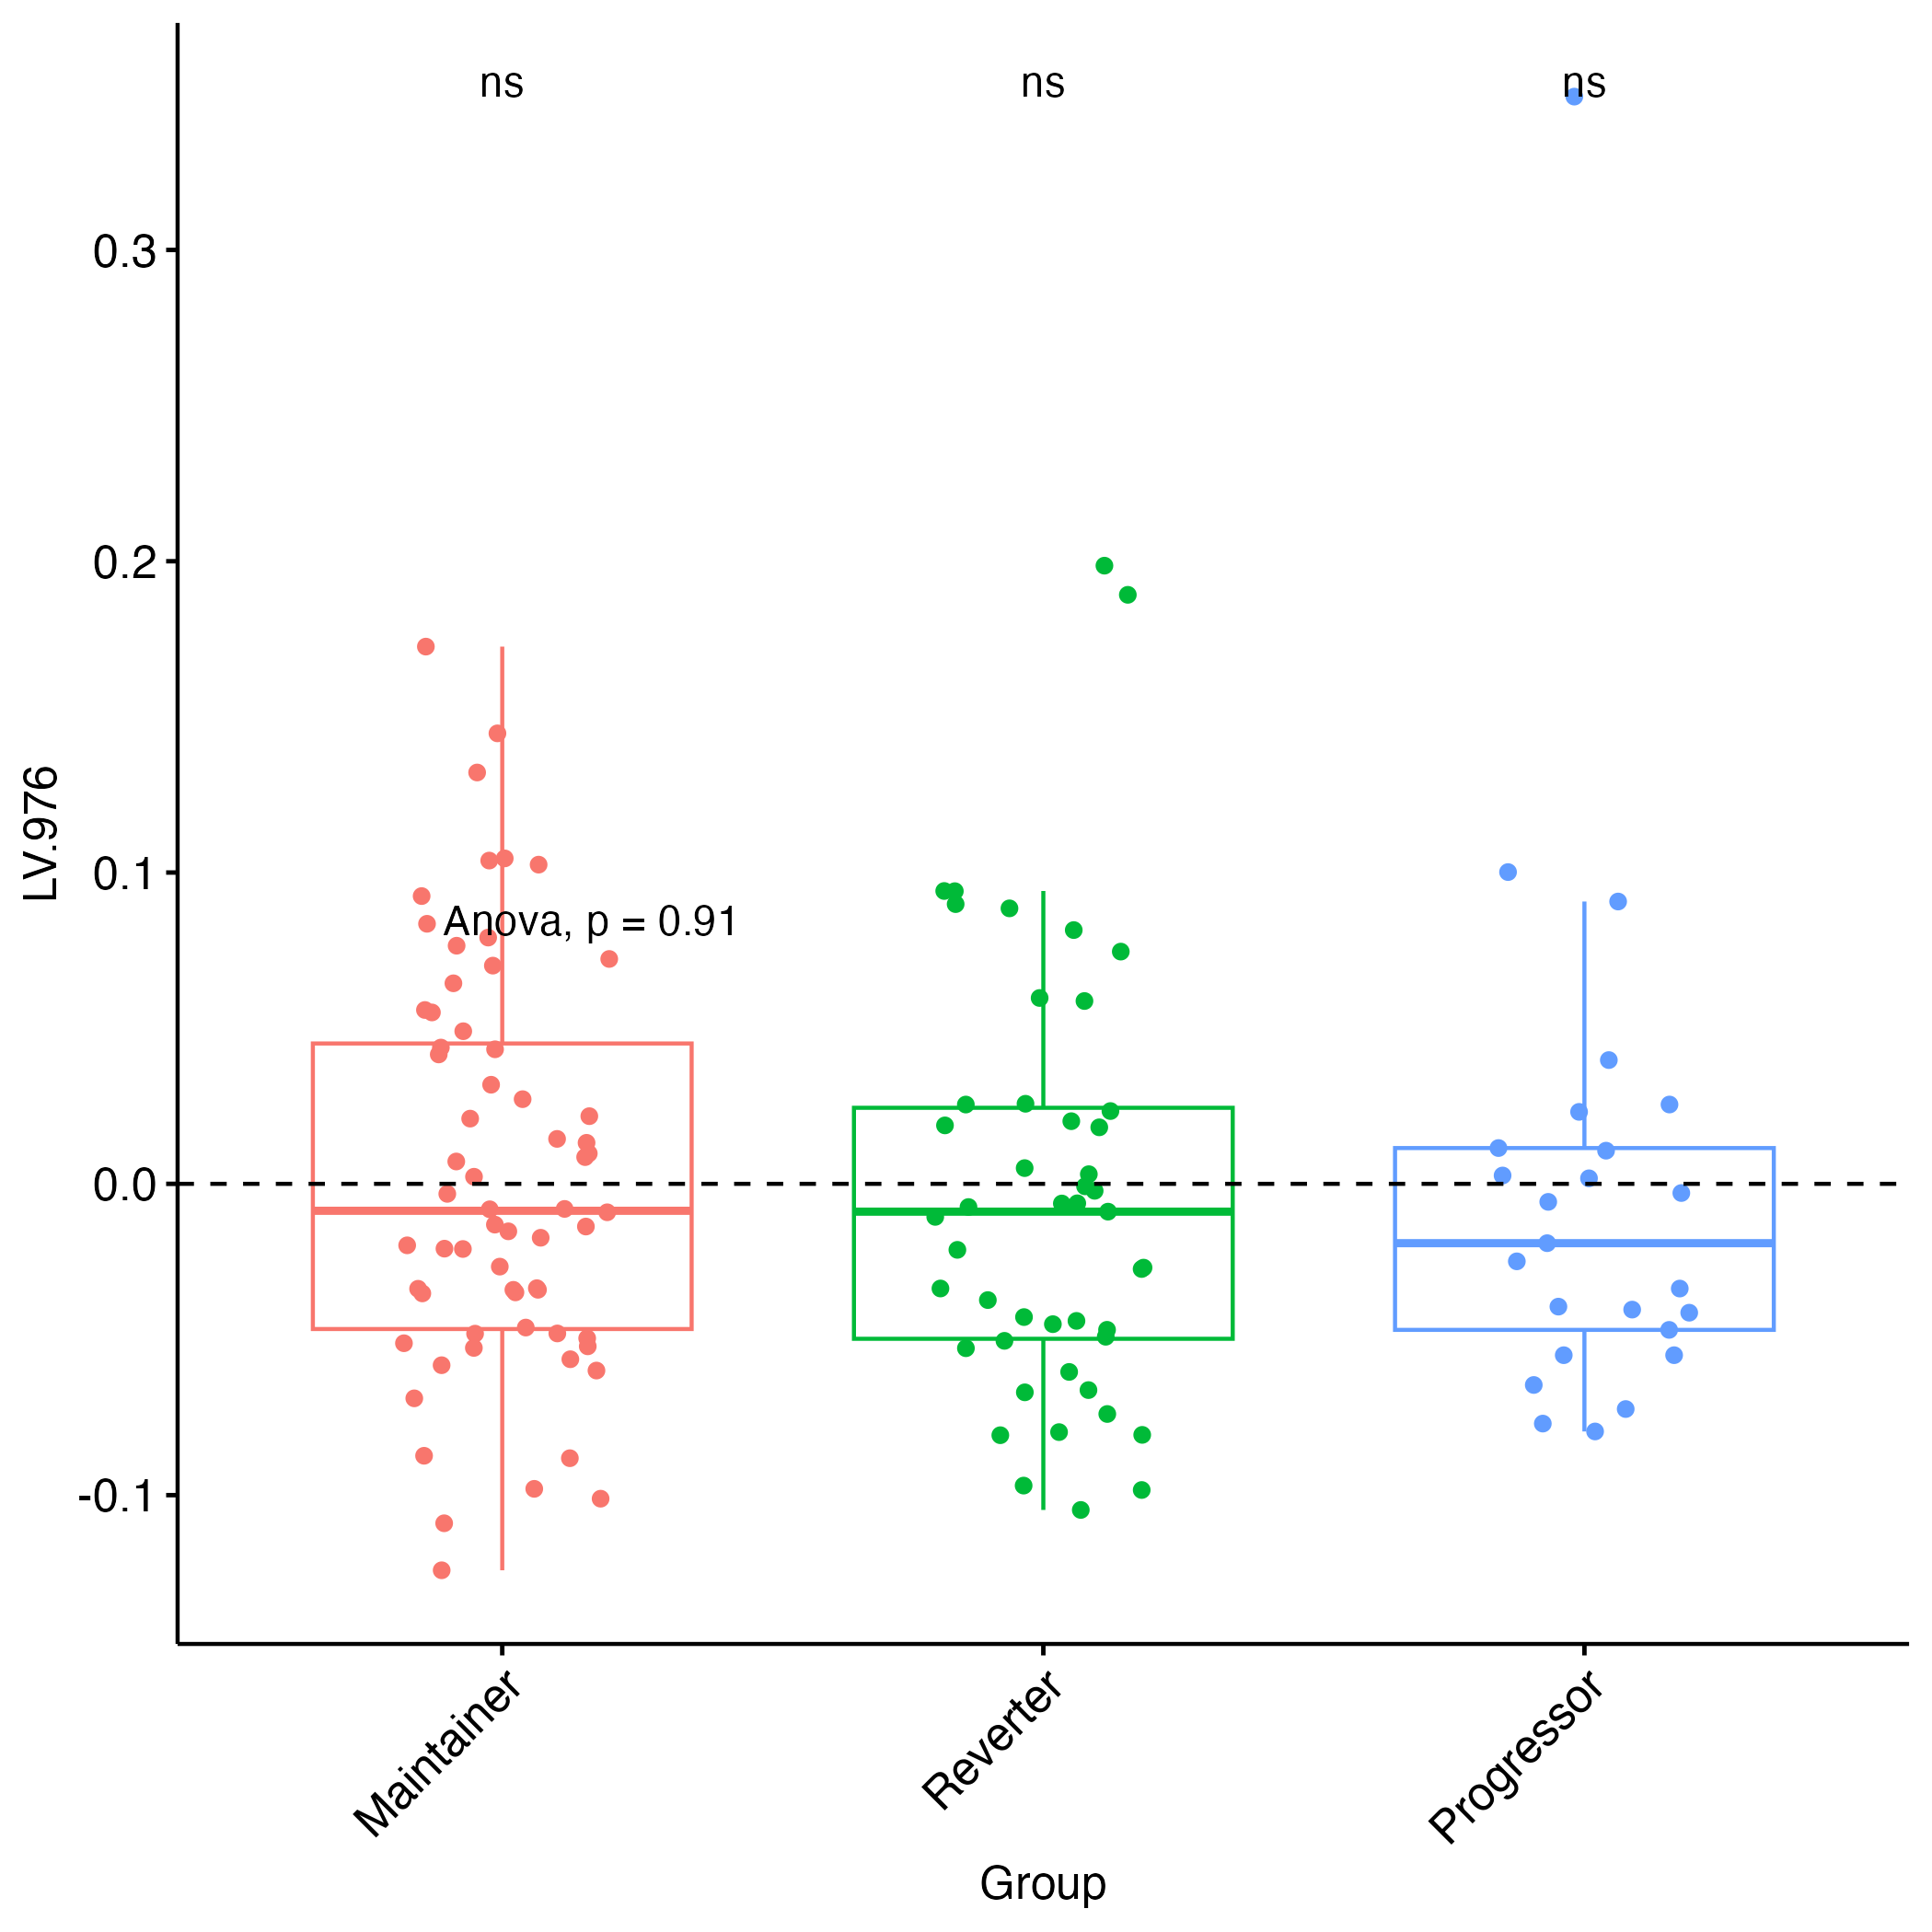 ns ns ns
0.3
0.2
0.1
Anova, p = 0.91
LV.976
0.0
-0.1
Maintainer Reverter Progressor
Group